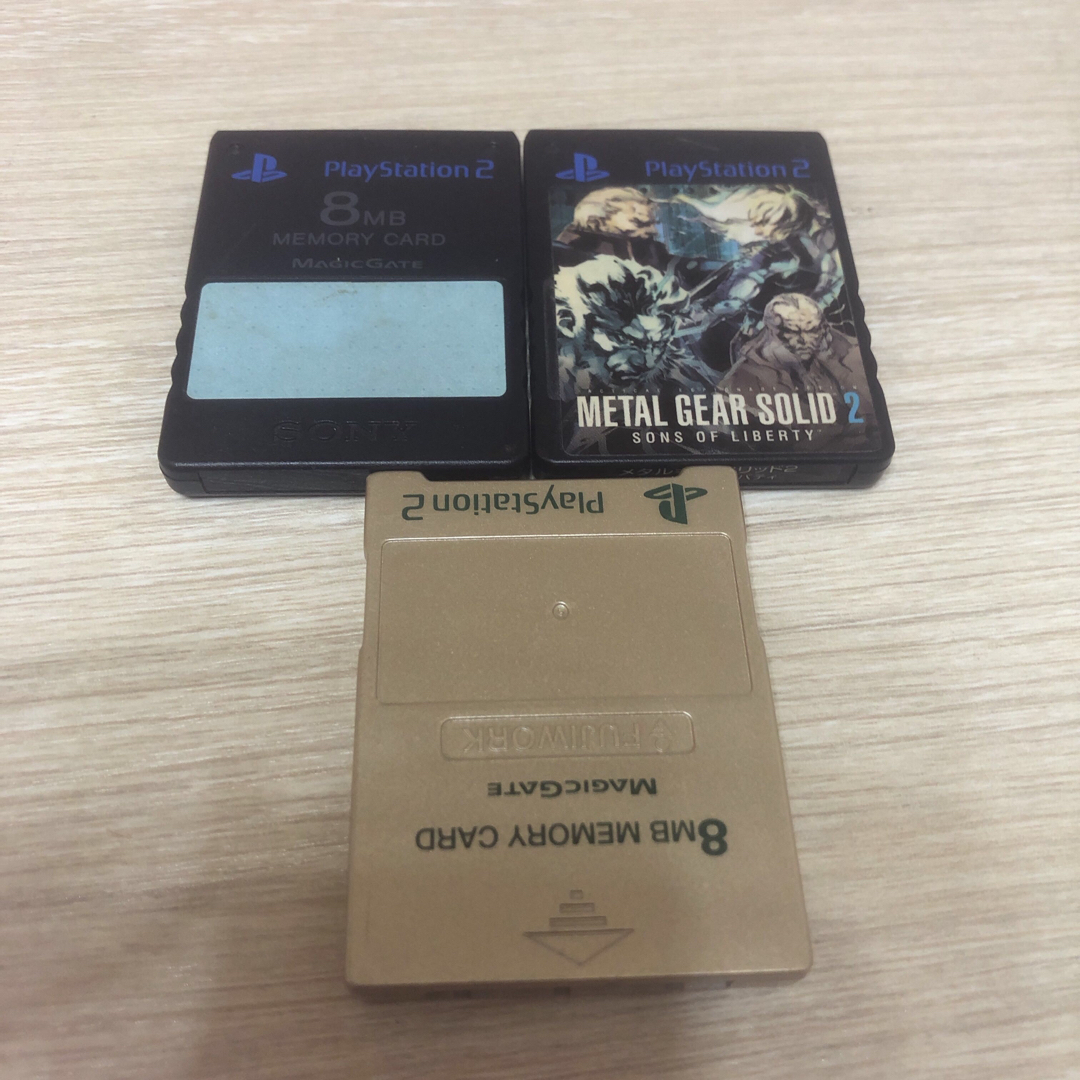 PlayStation 2
8MB
MEMORY CARD
MAGICGATE
SONY
PlayStation 2
METAL GEAR SOLID 2
SONS OF LIBERTY
PlayStation 2
FUJIWORK
MAGICGATE
8MB MEMORY CARD